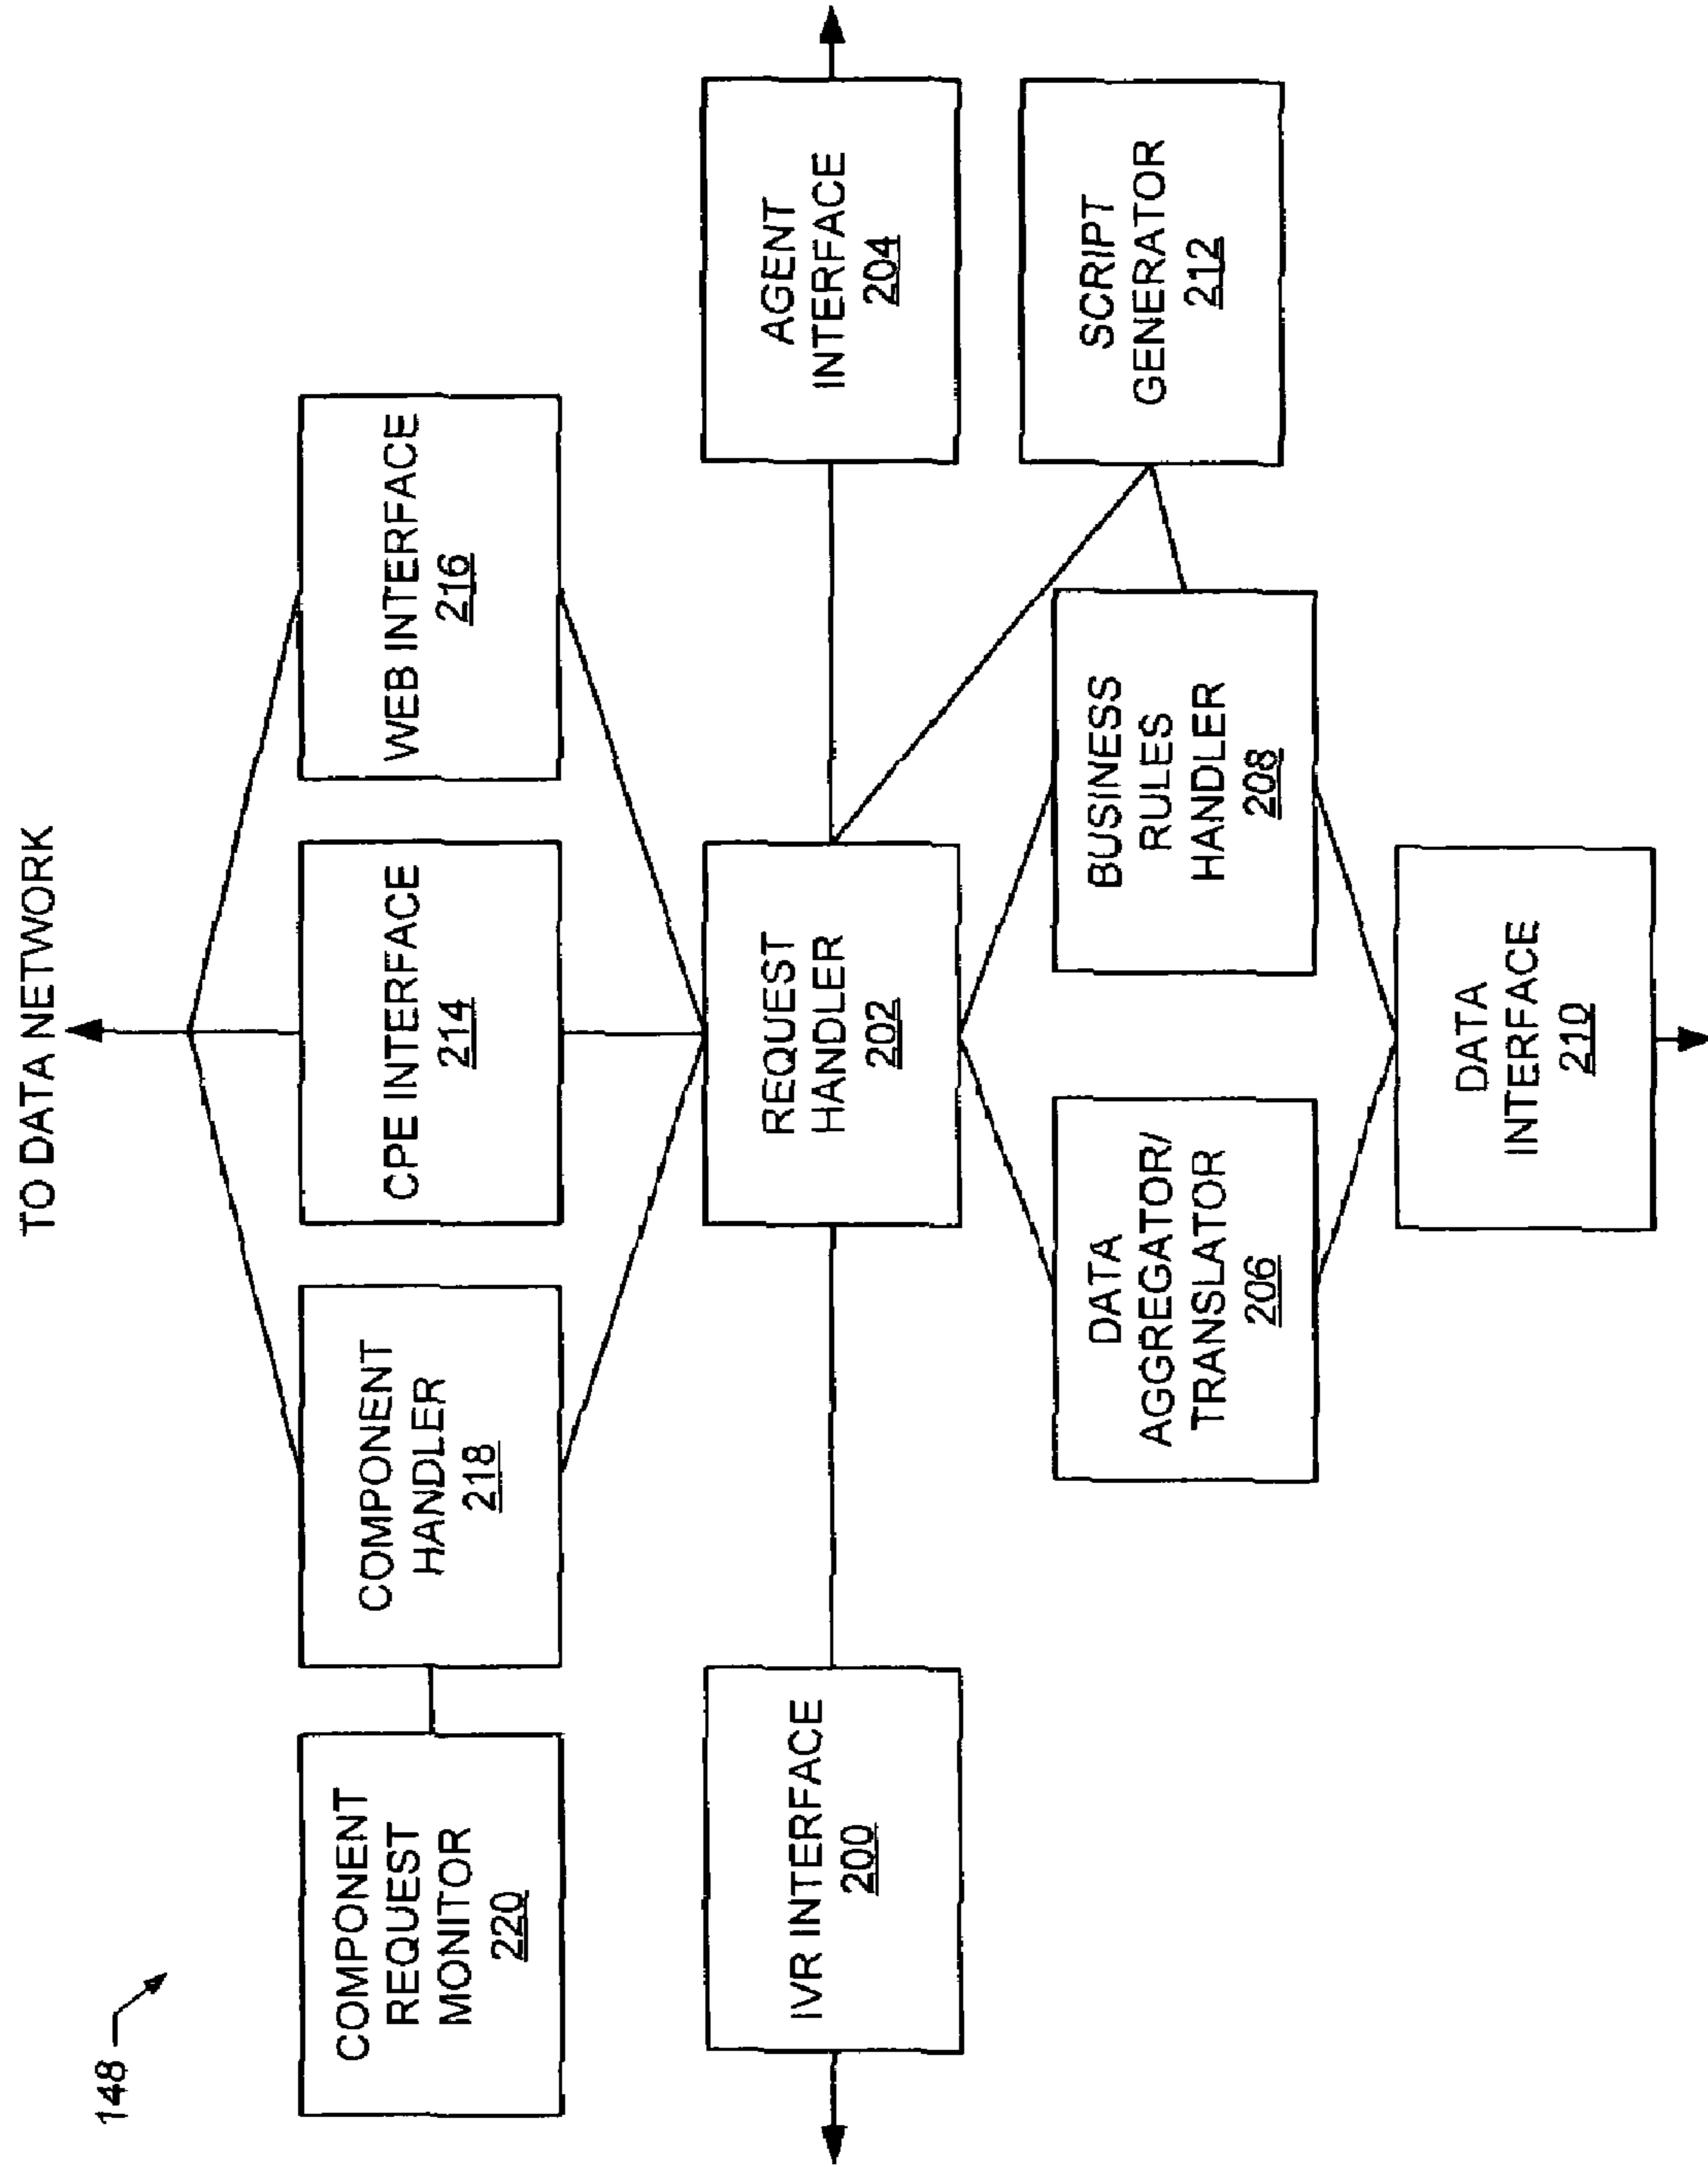 TO DATA NETWORK
148
COMPONENT
REQUEST
MONITOR
220
COMPONENT
HANDLER
218
CPE INTERFACE
214
WEB INTERFACE
216
IVR INTERFACE
200
REQUEST
HANDLER
202
AGENT
INTERFACE
204
DATA
AGGREGATOR/
TRANSLATOR
206
BUSINESS
RULES
HANDLER
208
SCRIPT
GENERATOR
212
DATA
INTERFACE
210